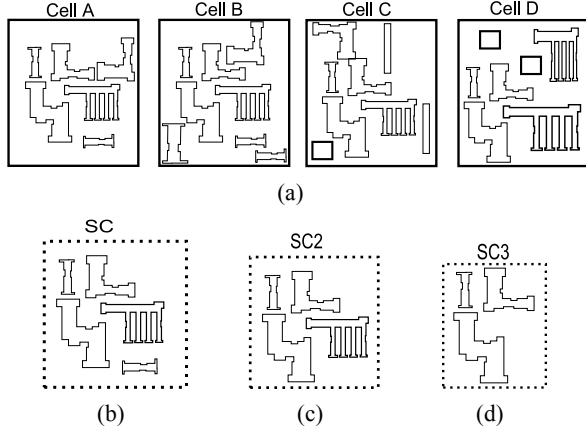 Cell A Cell B Cell C Cell D
(a)
SC SC2 SC3
(b) (c) (d)